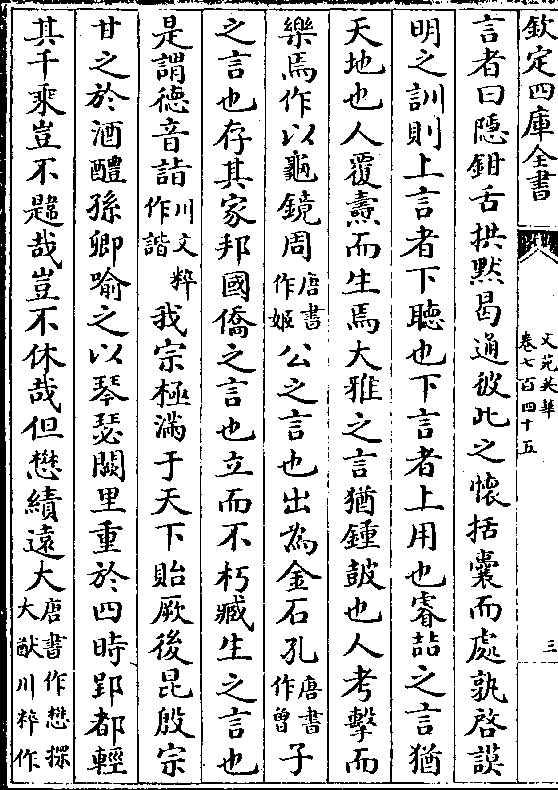 欽定四庫全書
文苑英華
卷七百四十五
三
言者曰隱鉗舌拱默曷通彼此之懷括囊而處孰啓謨
明之訓則上言者下聽也下言者上用也睿喆之言猶
天地也人覆燾而生焉大雅之言猶鍾鼓也人考擊而
樂焉作以龜鏡周唐書作姬公之言也出為金石孔唐書作曾子
之言也存其家邦國僑之言也立而不朽臧生之言也
是謂德音詣川文粹作諧我宗極滿于天下貽厥後昆殷宗
甘之於酒醴孫卿喻之以琴瑟闕里重於四時郢都輕
其千乘豈不韙哉豈不休哉但懋績遠大唐書作懋探大猷川粹作